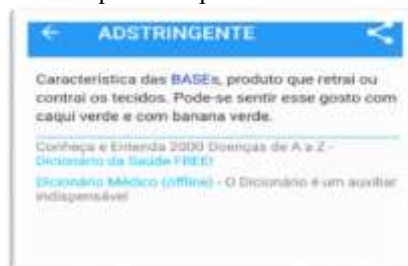 ADSTRINGENTE
Característica das BASEs, produto que retrai ou
contrai os tecidos. Pode-se sentir esse gosto com
caqui verde e com banana verde.
Conheça e Entenda 2000 Doenças de A a Z -
Dicionário da Saúde FREE!
Dicionário Médico (offline) - O Dicionário é um auxiliar
indispensável